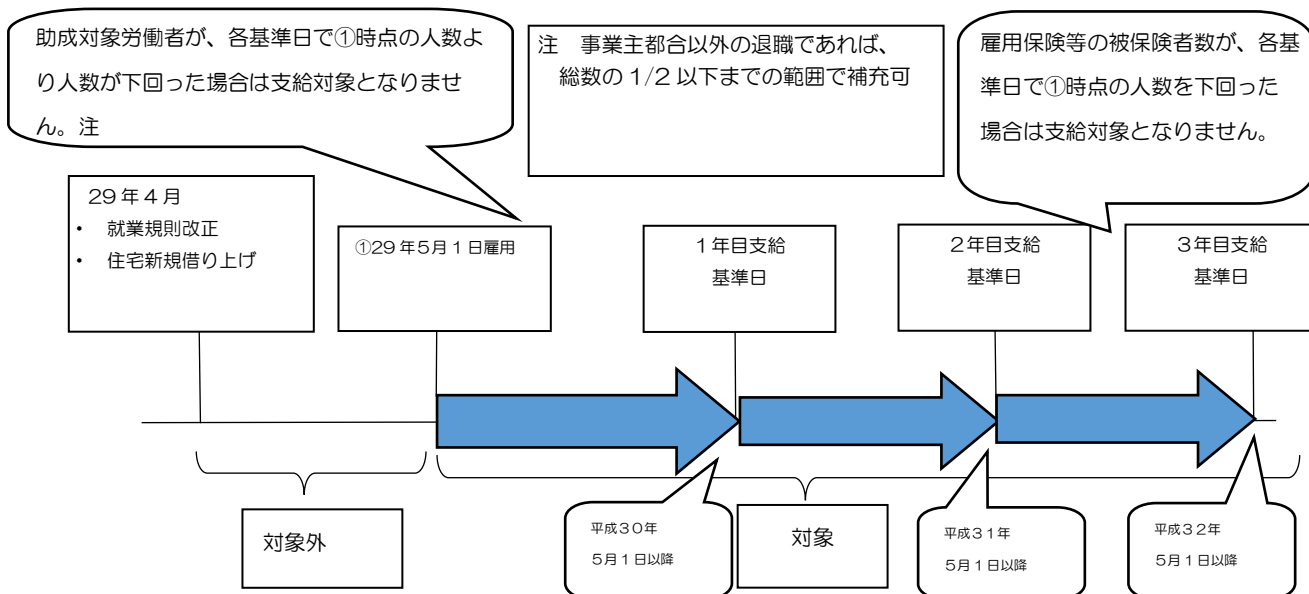 助成対象労働者が、各基準日で①時点の人数よ
り人数が下回った場合は支給対象となりませ
ん。注
注　事業主都合以外の退職であれば、
総数の1/2以下までの範囲で補充可
雇用保険等の被保険者数が、各基
準日で①時点の人数を下回った
場合は支給対象となりません。
29年4月
・ 就業規則改正
・ 住宅新規借り上げ
①29年5月1日雇用
1年目支給
基準日
2年目支給
基準日
3年目支給
基準日
対象外
平成30年
5月1日以降
対象
平成31年
5月1日以降
平成32年
5月1日以降